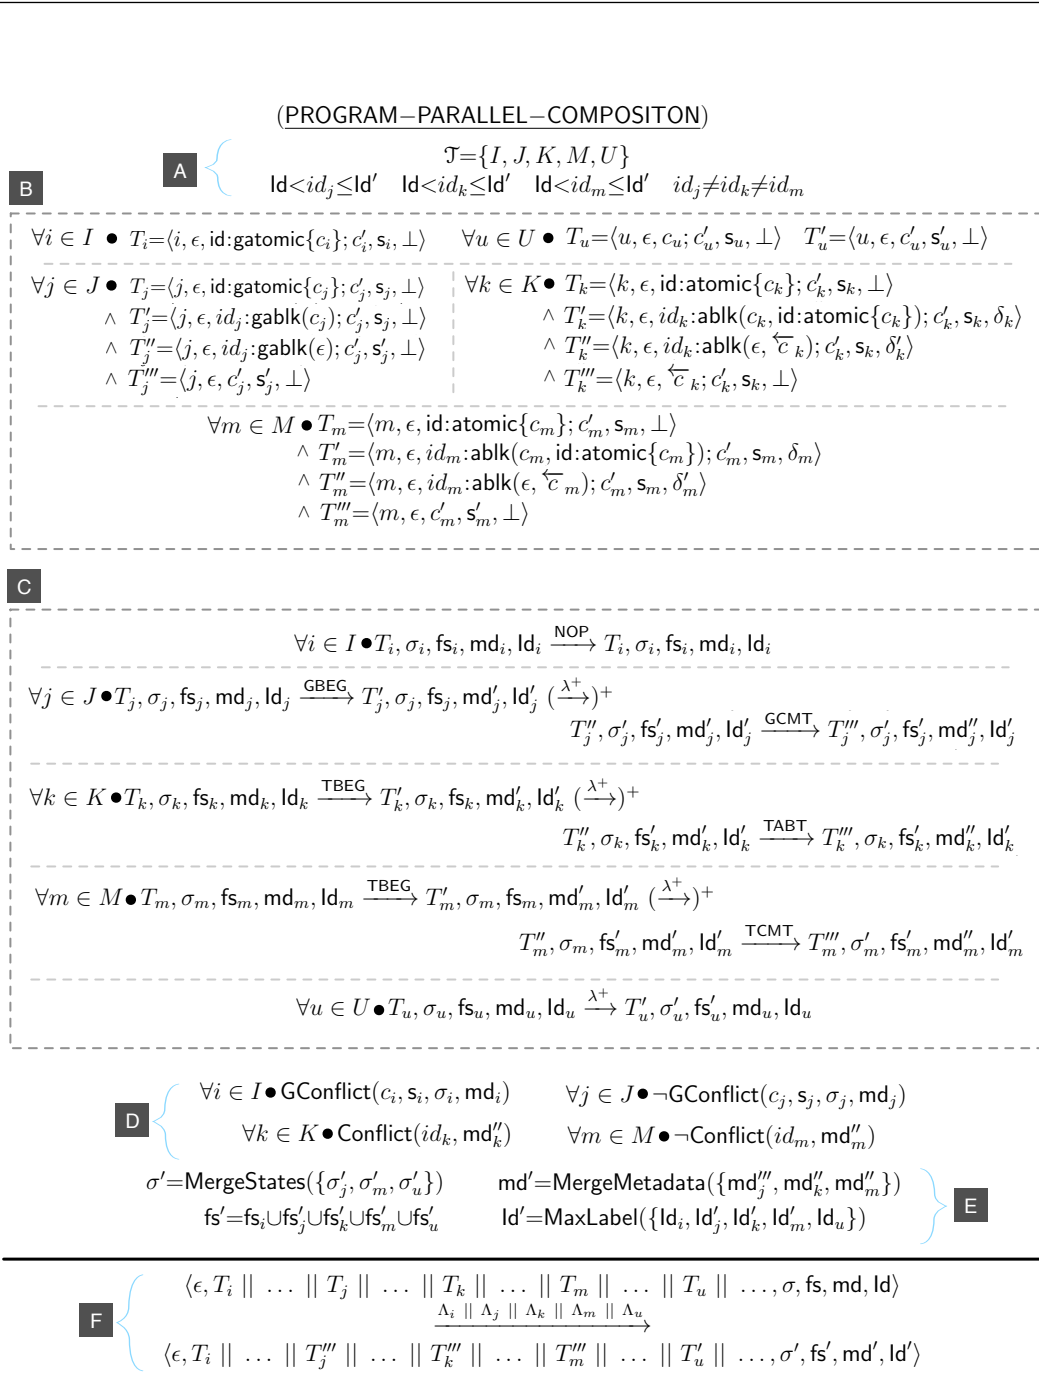 (PROGRAM−PARALLEL−COMPOSITON)
A
𝒯={I, J, K, M, U}
ld<id_j≤ld′ ld<id_k≤ld′ ld<id_m≤ld′ id_j≠id_k≠id_m
B
∀i ∈ I ● T_i=⟨i, ϵ, id:gatomic{c_i}; c′_i, s_i, ⊥⟩ ∀u ∈ U ● T_u=⟨u, ϵ, c_u; c′_u, s_u, ⊥⟩ T′_u=⟨u, ϵ, c′_u, s′_u, ⊥⟩
∀j ∈ J ● T_j=⟨j, ϵ, id:gatomic{c_j}; c′_j, s_j, ⊥⟩
∧ T′_j=⟨j, ϵ, id_j:gablk(c_j); c′_j, s_j, ⊥⟩
∧ T″_j=⟨j, ϵ, id_j:gablk(ϵ); c′_j, s′_j, ⊥⟩
∧ T‴_j=⟨j, ϵ, c′_j, s′_j, ⊥⟩
∀k ∈ K ● T_k=⟨k, ϵ, id:atomic{c_k}; c′_k, s_k, ⊥⟩
∧ T′_k=⟨k, ϵ, id_k:ablk(c_k, id:atomic{c_k}); c′_k, s_k, δ_k⟩
∧ T″_k=⟨k, ϵ, id_k:ablk(ϵ, ↼c_k); c′_k, s_k, δ′_k⟩
∧ T‴_k=⟨k, ϵ, ↼c_k; c′_k, s_k, ⊥⟩
∀m ∈ M ● T_m=⟨m, ϵ, id:atomic{c_m}; c′_m, s_m, ⊥⟩
∧ T′_m=⟨m, ϵ, id_m:ablk(c_m, id:atomic{c_m}); c′_m, s_m, δ_m⟩
∧ T″_m=⟨m, ϵ, id_m:ablk(ϵ, ↼c_m); c′_m, s_m, δ′_m⟩
∧ T‴_m=⟨m, ϵ, c′_m, s′_m, ⊥⟩
C
∀i ∈ I ● T_i, σ_i, fs_i, md_i, ld_i —NOP→ T_i, σ_i, fs_i, md_i, ld_i
∀j ∈ J ● T_j, σ_j, fs_j, md_j, ld_j —GBEG→ T′_j, σ_j, fs_j, md′_j, ld′_j (—λ⁺→)⁺
T″_j, σ′_j, fs′_j, md′_j, ld′_j —GCMT→ T‴_j, σ′_j, fs′_j, md″_j, ld′_j
∀k ∈ K ● T_k, σ_k, fs_k, md_k, ld_k —TBEG→ T′_k, σ_k, fs_k, md′_k, ld′_k (—λ⁺→)⁺
T″_k, σ_k, fs′_k, md′_k, ld′_k —TABT→ T‴_k, σ_k, fs′_k, md″_k, ld′_k
∀m ∈ M ● T_m, σ_m, fs_m, md_m, ld_m —TBEG→ T′_m, σ_m, fs_m, md′_m, ld′_m (—λ⁺→)⁺
T″_m, σ_m, fs′_m, md′_m, ld′_m —TCMT→ T‴_m, σ′_m, fs′_m, md″_m, ld′_m
∀u ∈ U ● T_u, σ_u, fs_u, md_u, ld_u —λ⁺→ T′_u, σ′_u, fs′_u, md_u, ld_u
D
∀i ∈ I ● GConflict(c_i, s_i, σ_i, md_i) ∀j ∈ J ● ¬GConflict(c_j, s_j, σ_j, md_j)
∀k ∈ K ● Conflict(id_k, md″_k) ∀m ∈ M ● ¬Conflict(id_m, md″_m)
σ′=MergeStates({σ′_j, σ′_m, σ′_u}) md′=MergeMetadata({md‴_j, md″_k, md″_m})
fs′=fs_i∪fs′_j∪fs′_k∪fs′_m∪fs′_u ld′=MaxLabel({ld_i, ld′_j, ld′_k, ld′_m, ld_u})
E
F
⟨ϵ, T_i || … || T_j || … || T_k || … || T_m || … || T_u || …, σ, fs, md, ld⟩
—Λ_i || Λ_j || Λ_k || Λ_m || Λ_u→
⟨ϵ, T_i || … || T‴_j || … || T‴_k || … || T‴_m || … || T′_u || …, σ′, fs′, md′, ld′⟩